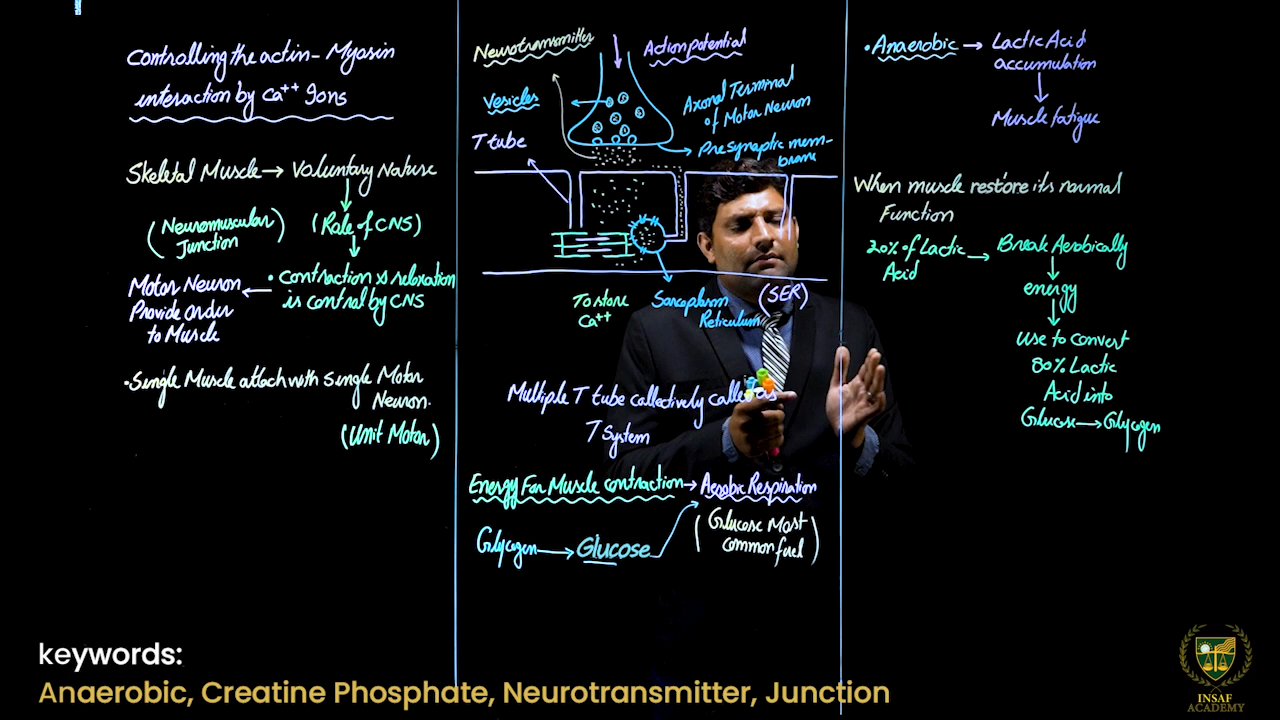 Controlling the actin-Myosin
interaction by Ca++ Ions
Skeletal Muscle → Voluntary Nature
(Neuromuscular
Junction)
(Role of CNS)
• contraction & relaxation
is control by CNS
Motor Neuron
Provide order
to Muscle
• Single Muscle attach with Single Motor
Neuron.
(Unit Motor)
Neurotransmitter
Action potential
Vesicles
Axonal Terminal
of Motor Neuron
T tube
Presynaptic mem-
brane
To store
Ca++
Sarcoplasm
Reticulum
(SER)
Multiple T tube collectively called as
T System
Energy For Muscle contraction → Aerobic Respiration
(Glucose Most
common fuel)
Glycogen → Glucose
• Anaerobic → Lactic Acid
accumulation
Muscle fatigue
When muscle restore its normal
Function
20% of Lactic
Acid
→ Break Aerobically
energy
Use to convert
80% Lactic
Acid into
Glucose → Glycogen
keywords:
Anaerobic, Creatine Phosphate, Neurotransmitter, Junction
INSAF
ACADEMY